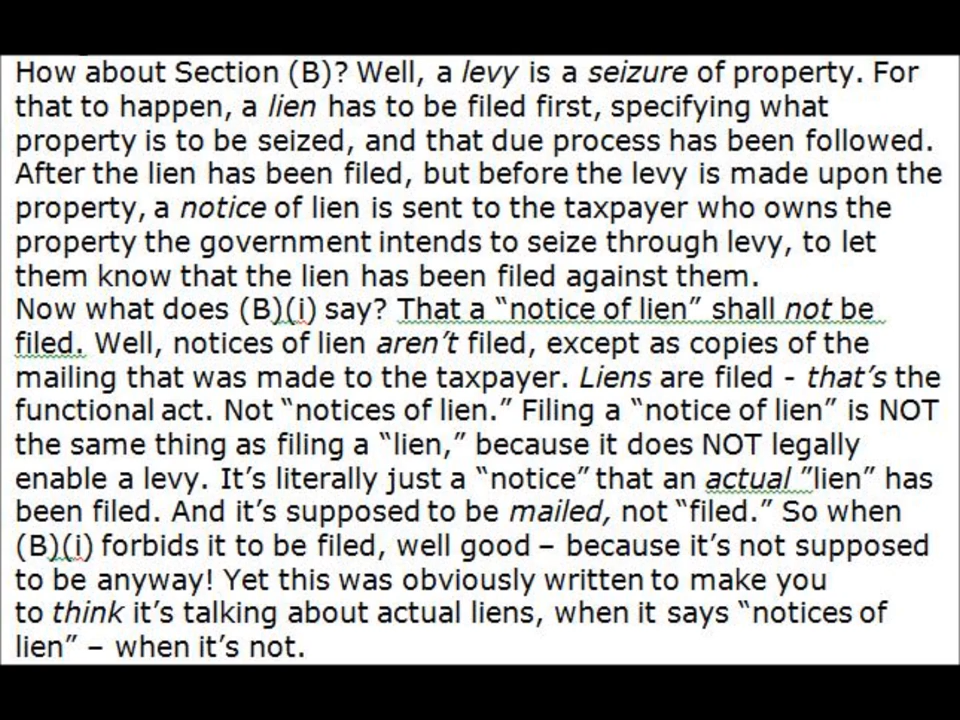 How about Section (B)? Well, a levy is a seizure of property. For
that to happen, a lien has to be filed first, specifying what
property is to be seized, and that due process has been followed.
After the lien has been filed, but before the levy is made upon the
property, a notice of lien is sent to the taxpayer who owns the
property the government intends to seize through levy, to let
them know that the lien has been filed against them.
Now what does (B)(i) say? That a “notice of lien” shall not be
filed. Well, notices of lien aren’t filed, except as copies of the
mailing that was made to the taxpayer. Liens are filed - that’s the
functional act. Not “notices of lien.” Filing a “notice of lien” is NOT
the same thing as filing a “lien,” because it does NOT legally
enable a levy. It’s literally just a “notice” that an actual ”lien” has
been filed. And it’s supposed to be mailed, not “filed.” So when
(B)(i) forbids it to be filed, well good – because it’s not supposed
to be anyway! Yet this was obviously written to make you
to think it’s talking about actual liens, when it says “notices of
lien” – when it’s not.